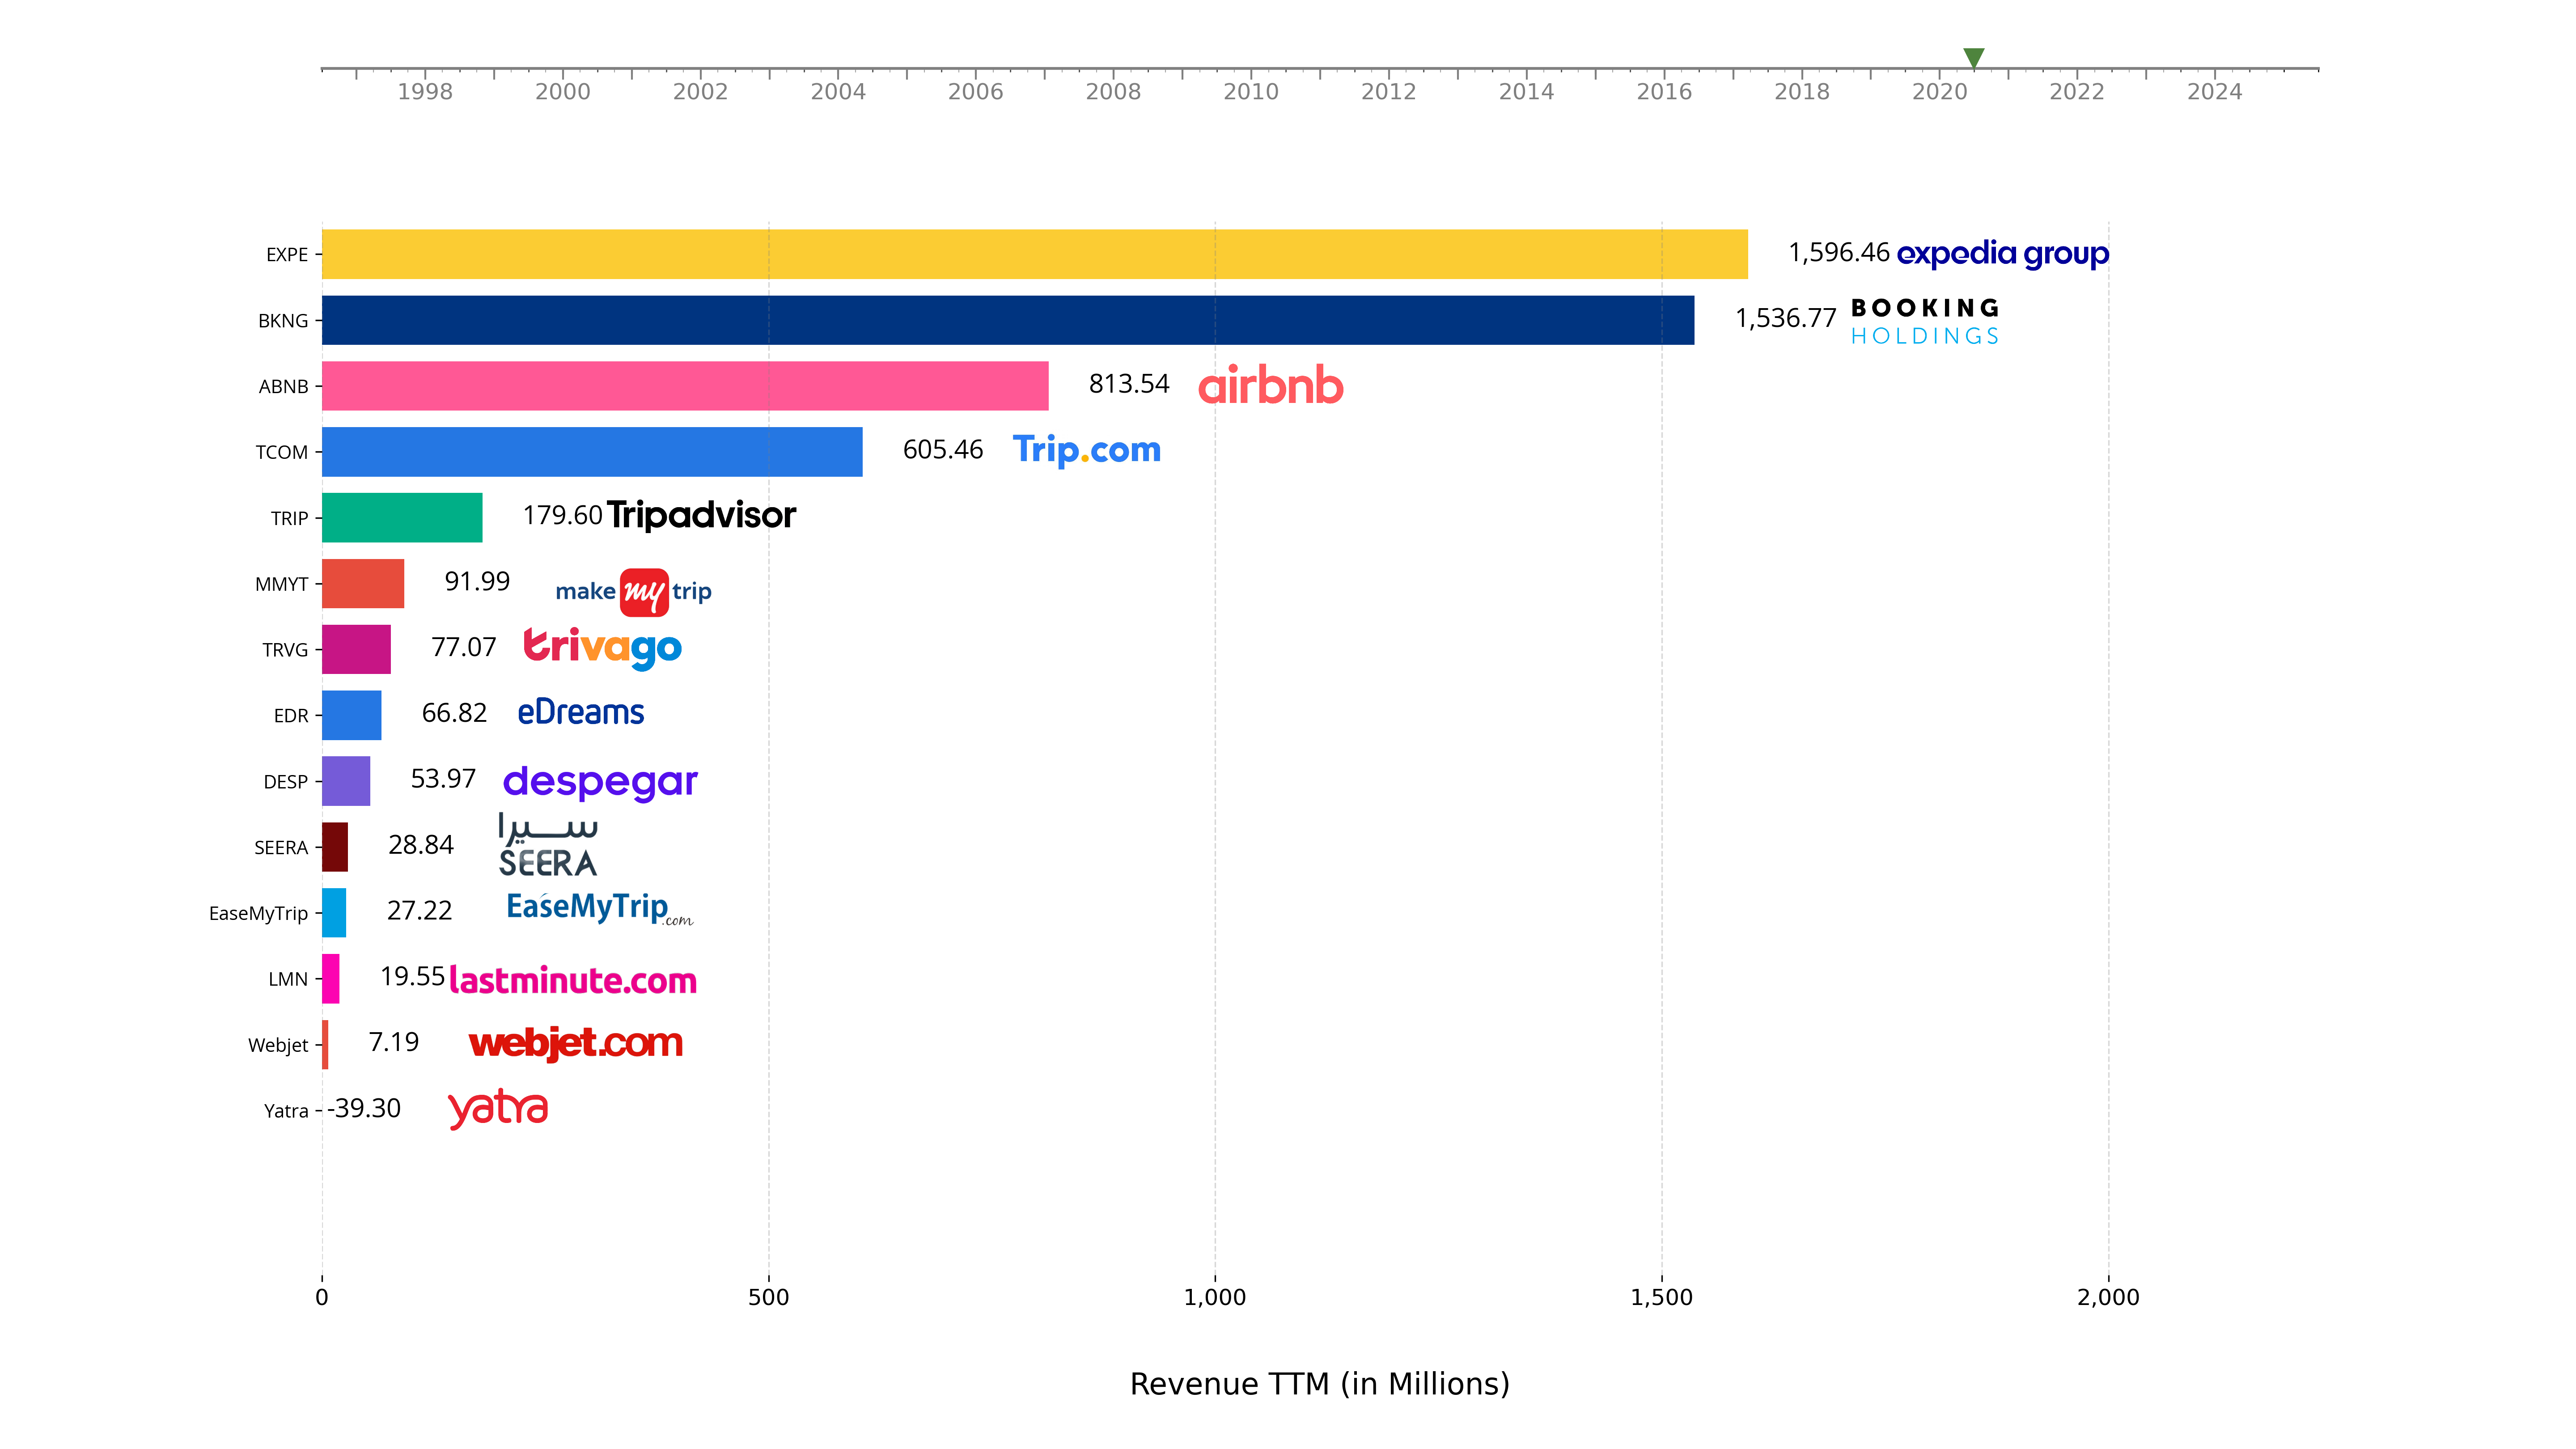 1998 2000 2002 2004 2006 2008 2010 2012 2014 2016 2018 2020 2022 2024
EXPE 1,596.46 expedia group
BKNG 1,536.77 BOOKING
HOLDINGS
ABNB 813.54 airbnb
TCOM 605.46 Trip.com
TRIP 179.60 Tripadvisor
MMYT 91.99 make my trip
TRVG 77.07 trivago
EDR 66.82 eDreams
DESP 53.97 despegar
سيرا
SEERA 28.84 SEERA
EaseMyTrip 27.22 EaseMyTrip.com
LMN 19.55 lastminute.com
Webjet 7.19 webjet.com
Yatra -39.30 yatra
0 500 1,000 1,500 2,000
Revenue TTM (in Millions)